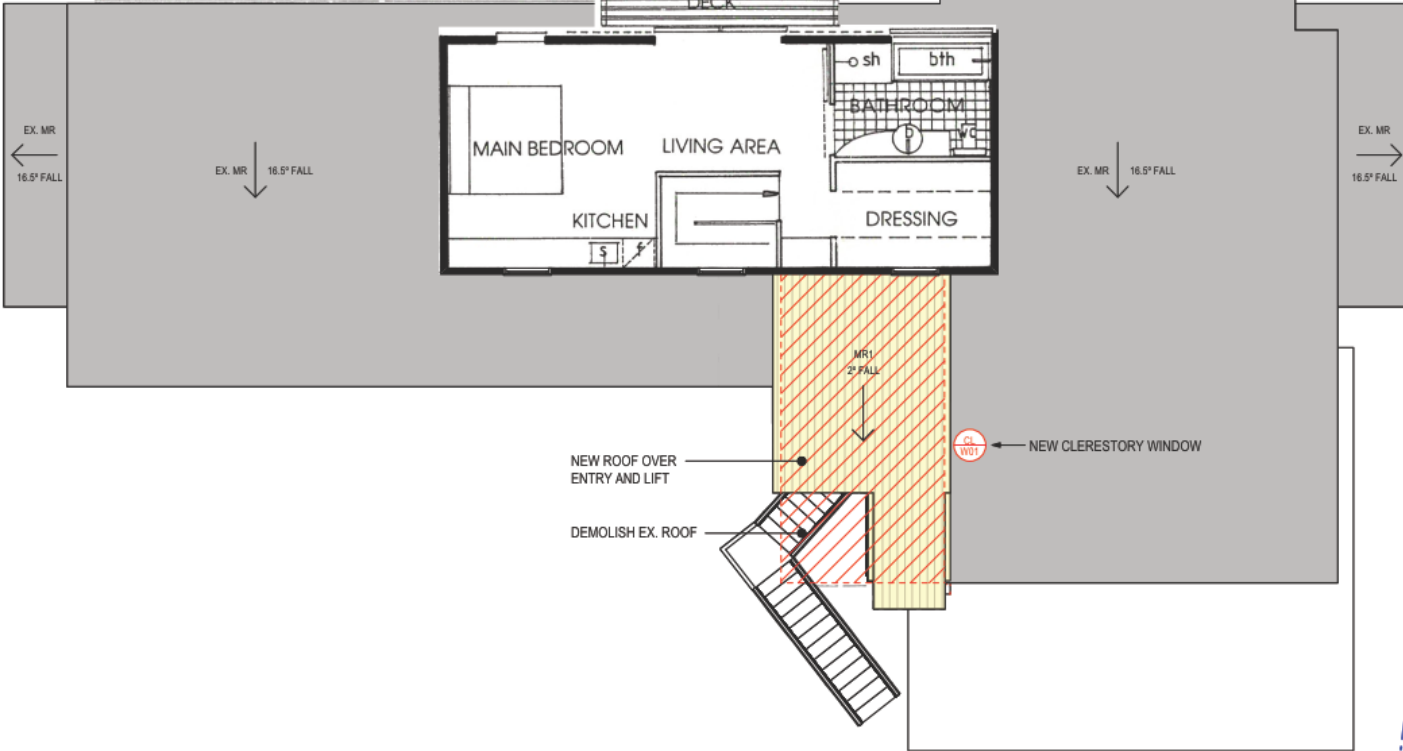 DECK
sh
bth
BATHROOM
b
wc
EX. MR
16.5° FALL
EX. MR
16.5° FALL
MAIN BEDROOM
LIVING AREA
EX. MR
16.5° FALL
EX. MR
16.5° FALL
KITCHEN
DRESSING
s
f
MR1
2° FALL
CL
W01
NEW CLERESTORY WINDOW
NEW ROOF OVER
ENTRY AND LIFT
DEMOLISH EX. ROOF